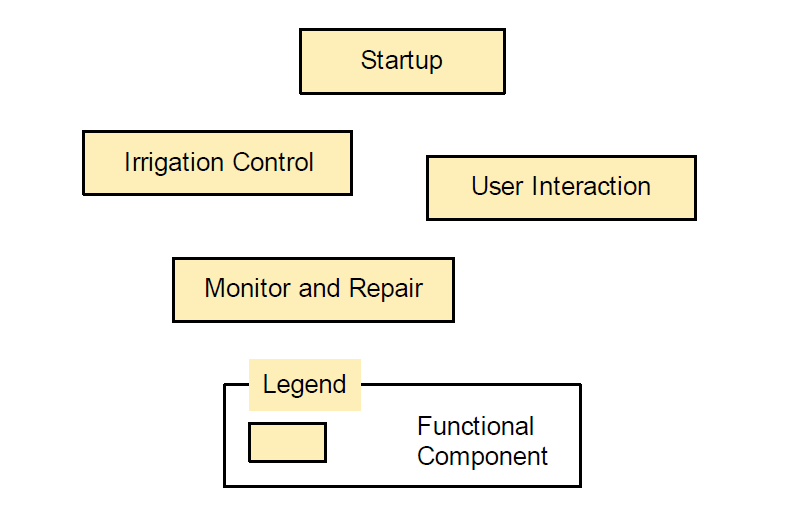 Startup
Irrigation Control
User Interaction
Monitor and Repair
Legend
Functional
Component